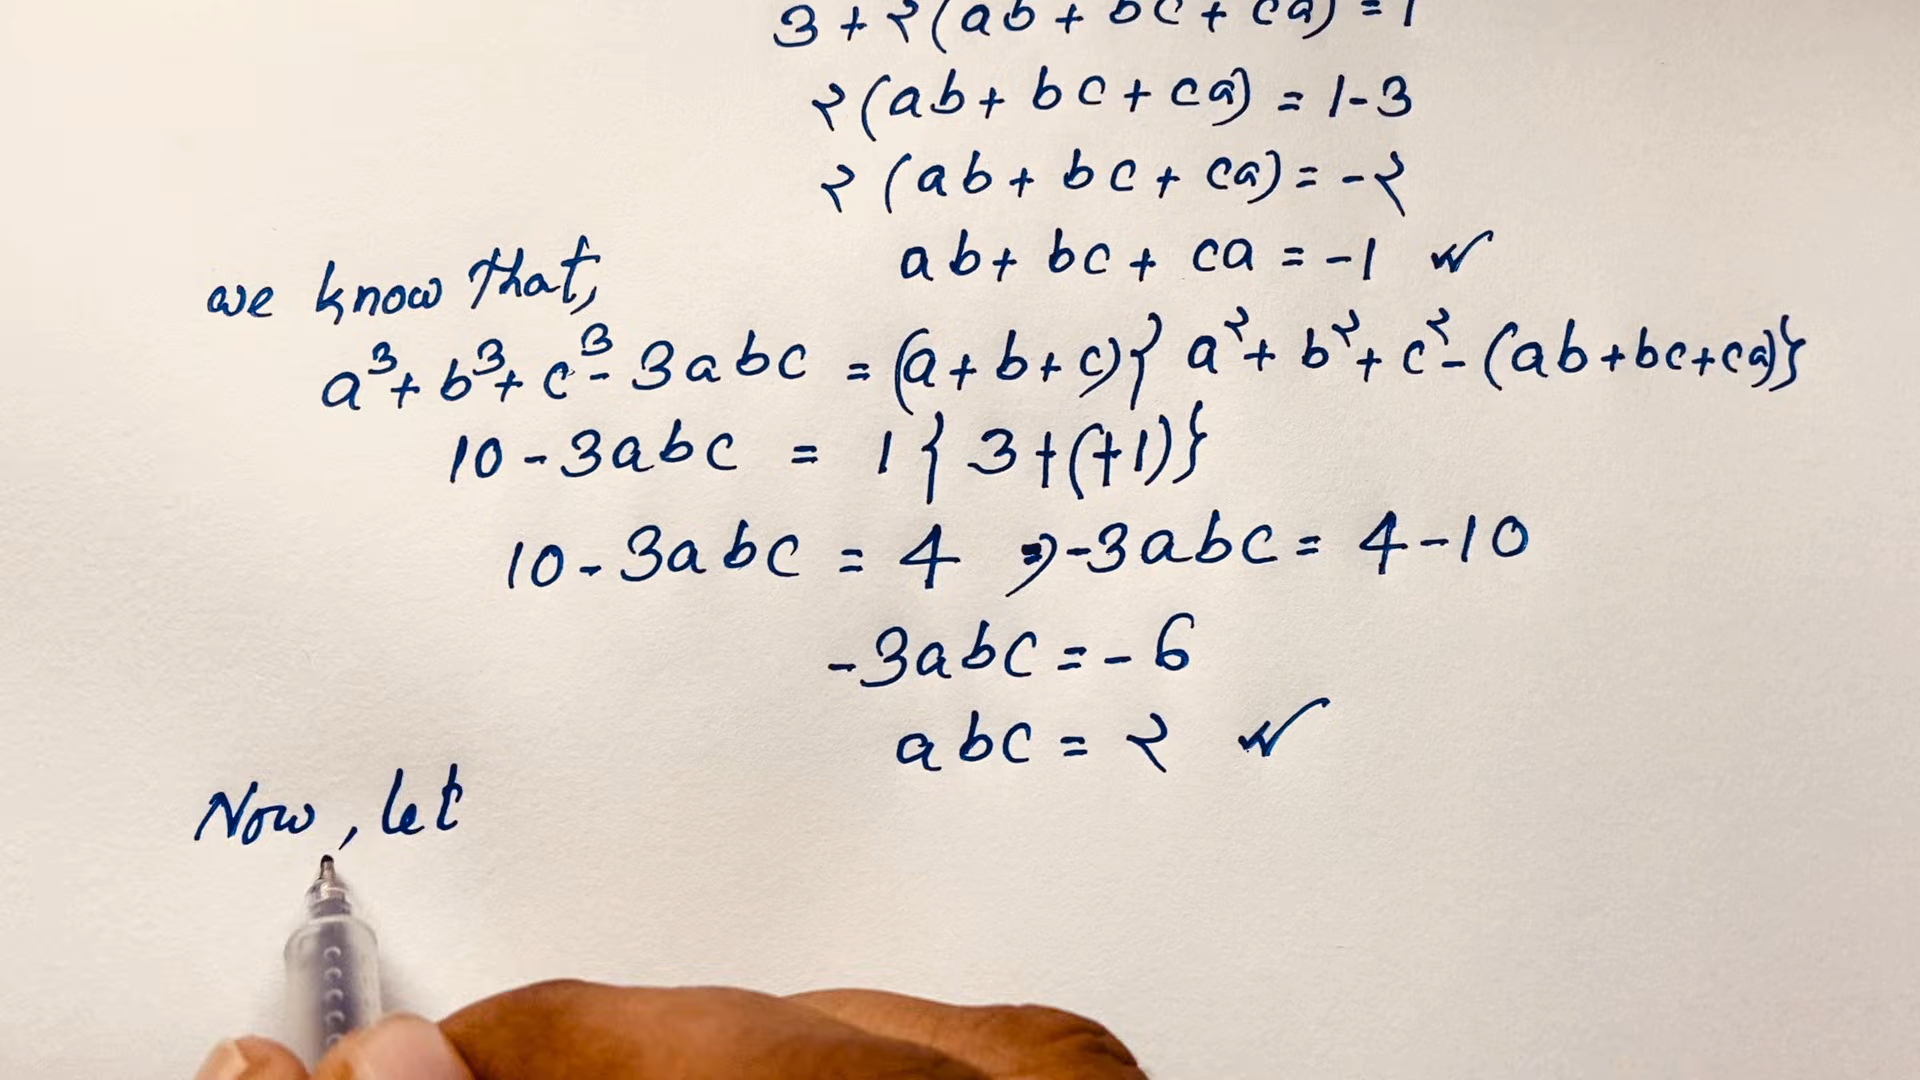 3 + 2(ab + bc + ca) = 1
2(ab + bc + ca) = 1-3
2(ab + bc + ca) = -2
ab + bc + ca = -1 ✓
we know that,
a³ + b³ + c³ - 3abc = (a + b + c){a² + b² + c² - (ab + bc + ca)}
10 - 3abc = 1{3 + (+1)}
10 - 3abc = 4 ⇒ -3abc = 4 - 10
-3abc = -6
abc = 2 ✓
Now, let